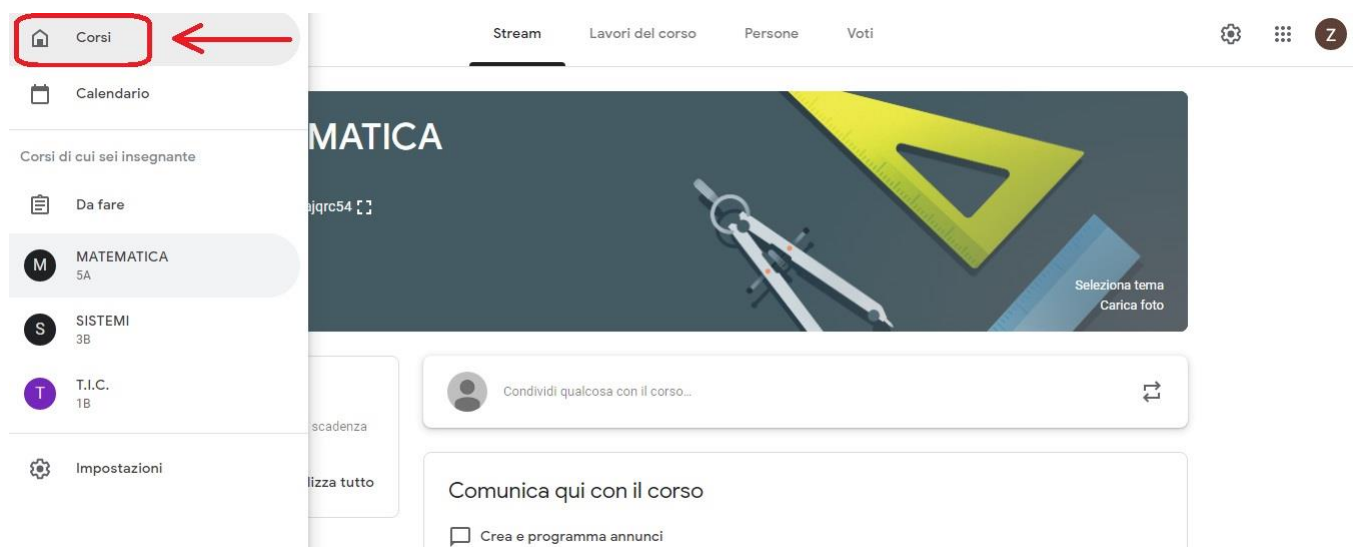 Corsi
Stream
Lavori del corso
Persone
Voti
Z
Calendario
Corsi di cui sei insegnante
Da fare
M
MATEMATICA
5A
S
SISTEMI
3B
T
T.I.C.
1B
Impostazioni
MATICA
ajqrc54
Seleziona tema
Carica foto
Condividi qualcosa con il corso...
scadenza
lizza tutto
Comunica qui con il corso
Crea e programma annunci